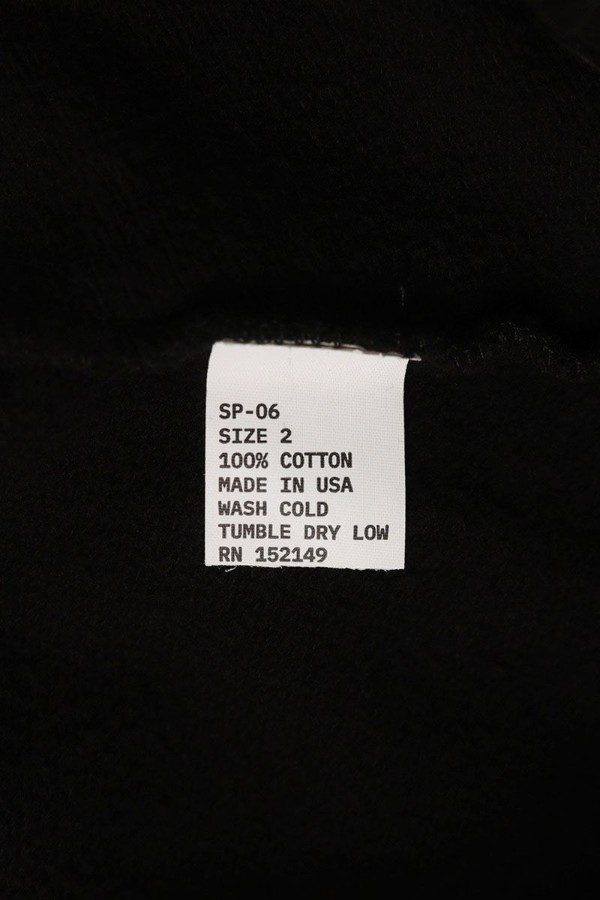 SP-06
SIZE 2
100% COTTON
MADE IN USA
WASH COLD
TUMBLE DRY LOW
RN 152149